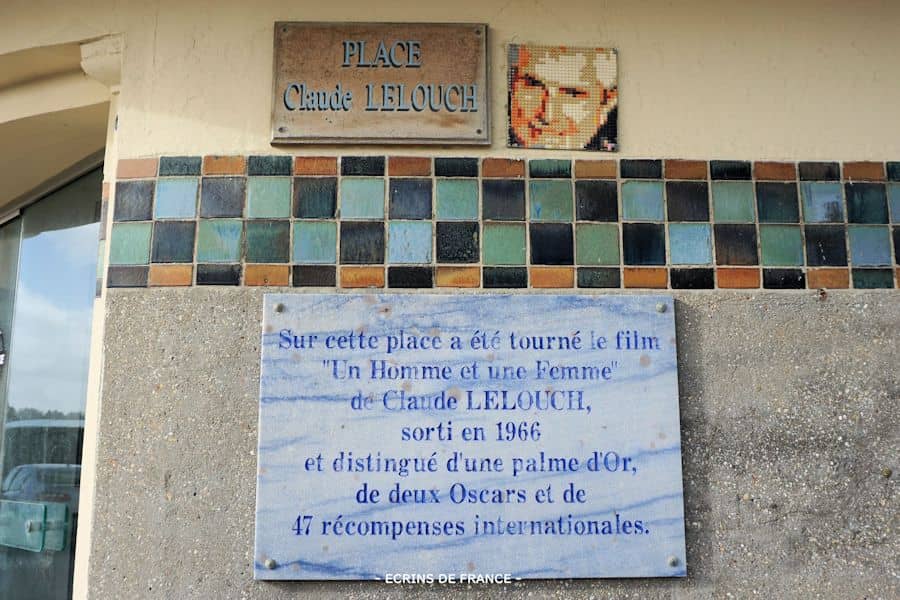 PLACE
Claude LELOUCH
Sur cette place a été tourné le film
"Un Homme et une Femme"
de Claude LELOUCH,
sorti en 1966
et distingué d'une palme d'Or,
de deux Oscars et de
47 récompenses internationales.
- ECRINS DE FRANCE -